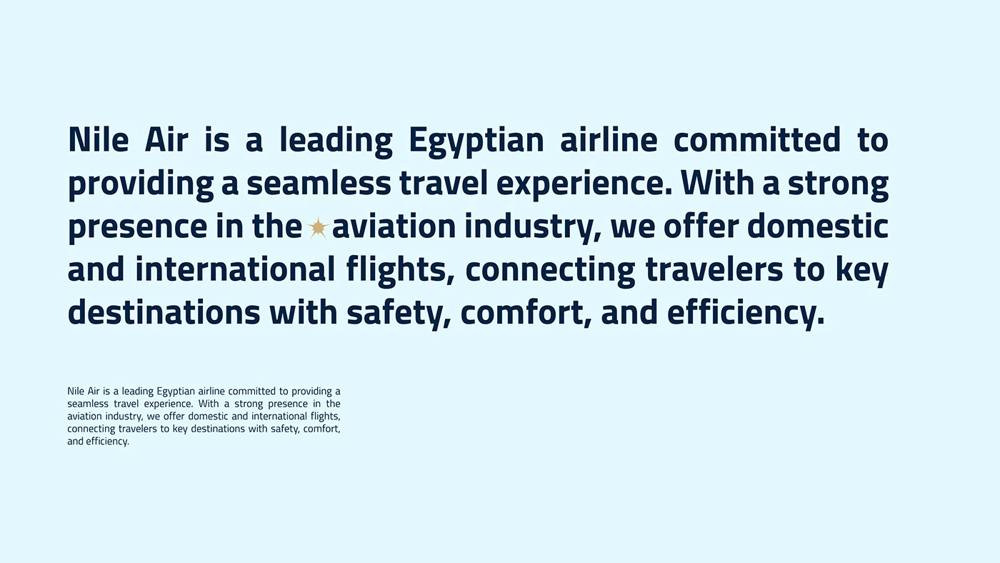 Nile Air is a leading Egyptian airline committed to
providing a seamless travel experience. With a strong
presence in the aviation industry, we offer domestic
and international flights, connecting travelers to key
destinations with safety, comfort, and efficiency.
Nile Air is a leading Egyptian airline committed to providing a
seamless travel experience. With a strong presence in the
aviation industry, we offer domestic and international flights,
connecting travelers to key destinations with safety, comfort,
and efficiency.